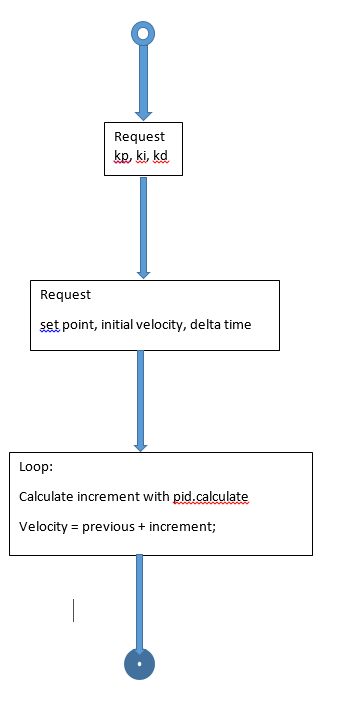 Request
kp, ki, kd
Request
set point, initial velocity, delta time
Loop:
Calculate increment with pid.calculate
Velocity = previous + increment;